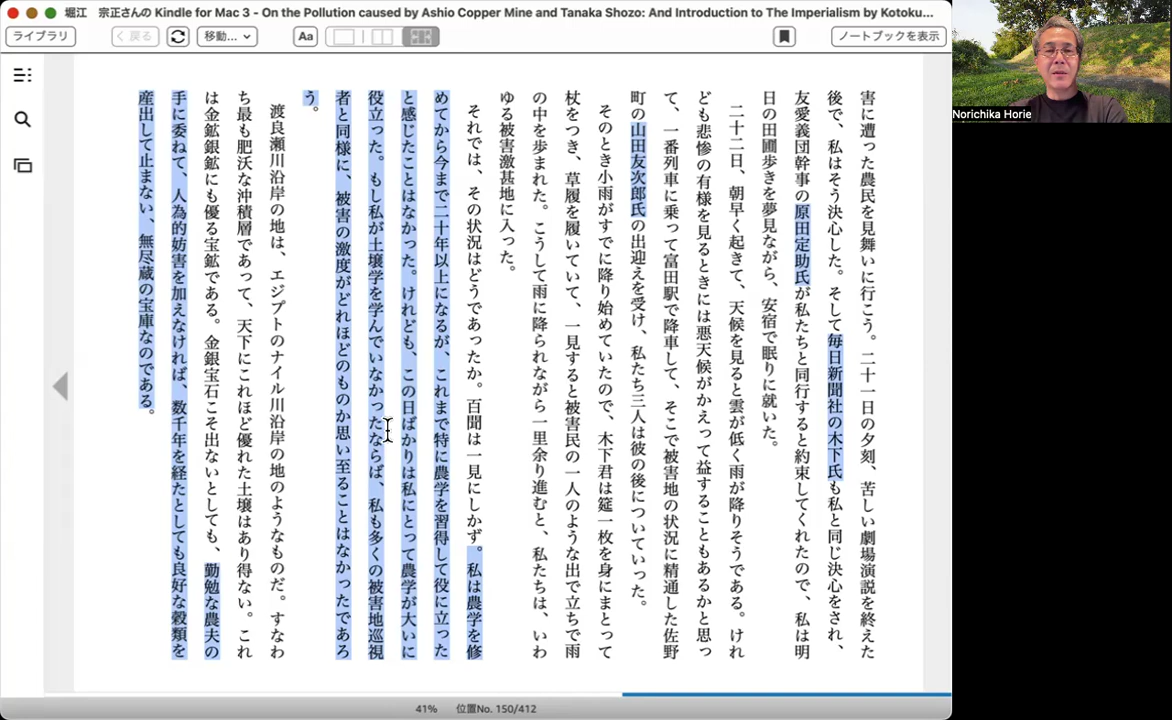 堀江 宗正さんの Kindle for Mac 3 - On the Pollution caused by Ashio Copper Mine and Tanaka Shozo: And Introduction to The Imperialism by Kotoku...
ライブラリ
戻る
移動...
Aa
ノートブックを表示
Norichika Horie
害に遭った農民を見舞いに行こう。二十一日の夕刻、苦しい劇場演説を終えた
後で、私はそう決心した。そして毎日新聞社の木下氏も私と同じ決心をされ、
友愛義団幹事の原田定助氏が私たちと同行すると約束してくれたので、私は明
日の田圃歩きを夢見ながら、安宿で眠りに就いた。
二十二日、朝早く起きて、天候を見ると雲が低く雨が降りそうである。けれ
ども悲惨の有様を見るときには悪天候がかえって益することもあるかと思っ
て、一番列車に乗って富田駅で降車して、そこで被害地の状況に精通した佐野
町の山田友次郎氏の出迎えを受け、私たち三人は彼の後についていった。
そのとき小雨がすでに降り始めていたので、木下君は筵一枚を身にまとって
杖をつき、草履を履いていて、一見すると被害民の一人のような出で立ちで雨
の中を歩まれた。こうして雨に降られながら一里余り進むと、私たちは、いわ
ゆる被害激甚地に入った。
それでは、その状況はどうであったか。百聞は一見にしかず。私は農学を修
めてから今まで二十年以上になるが、これまで特に農学を習得して役に立った
と感じたことはなかった。けれども、この日ばかりは私にとって農学が大いに
役立った。もし私が土壌学を学んでいなかったならば、私も多くの被害地巡視
者と同様に、被害の激度がどれほどのものか思い至ることはなかったであろ
う。
渡良瀬川沿岸の地は、エジプトのナイル川沿岸の地のようなものだ。すなわ
ち最も肥沃な沖積層であって、天下にこれほど優れた土壌はあり得ない。これ
は金鉱銀鉱にも優る宝鉱である。金銀宝石こそ出ないとしても、勤勉な農夫の
手に委ねて、人為的妨害を加えなければ、数千年を経たとしても良好な穀類を
産出して止まない、無尽蔵の宝庫なのである。
41% 位置No. 150/412